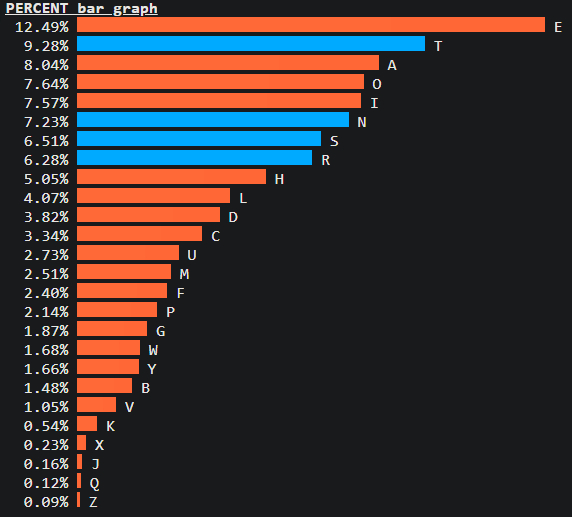 PERCENT bar graph
12.49% E
9.28% T
8.04% A
7.64% O
7.57% I
7.23% N
6.51% S
6.28% R
5.05% H
4.07% L
3.82% D
3.34% C
2.73% U
2.51% M
2.40% F
2.14% P
1.87% G
1.68% W
1.66% Y
1.48% B
1.05% V
0.54% K
0.23% X
0.16% J
0.12% Q
0.09% Z